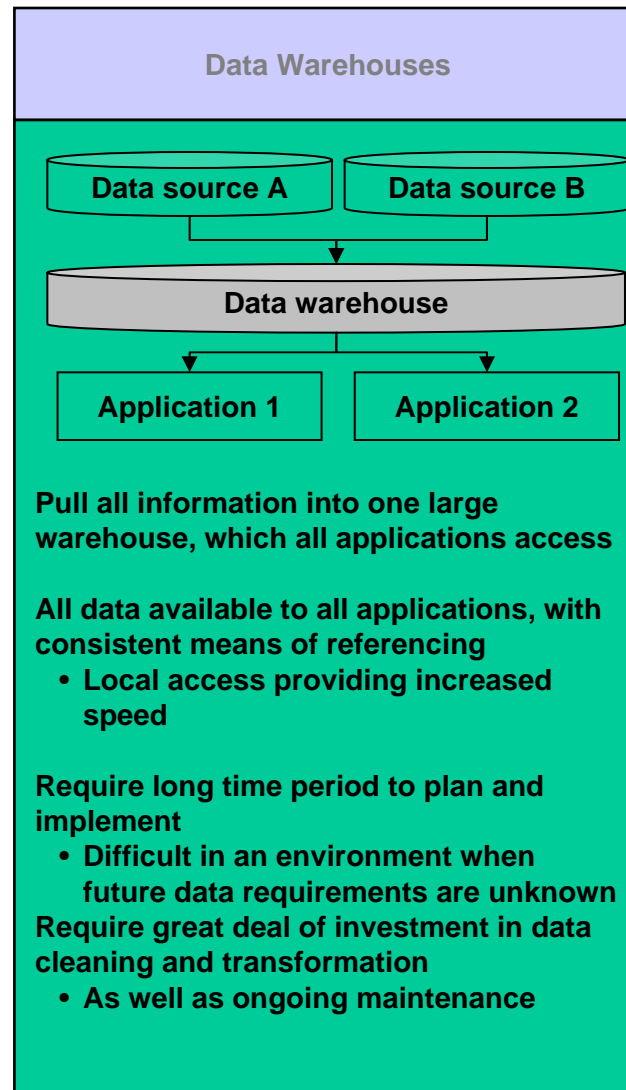 Data Warehouses
Data source A
Data source B
Data warehouse
Application 1
Application 2
Pull all information into one large
warehouse, which all applications access
All data available to all applications, with
consistent means of referencing
• Local access providing increased
speed
Require long time period to plan and
implement
• Difficult in an environment when
future data requirements are unknown
Require great deal of investment in data
cleaning and transformation
• As well as ongoing maintenance